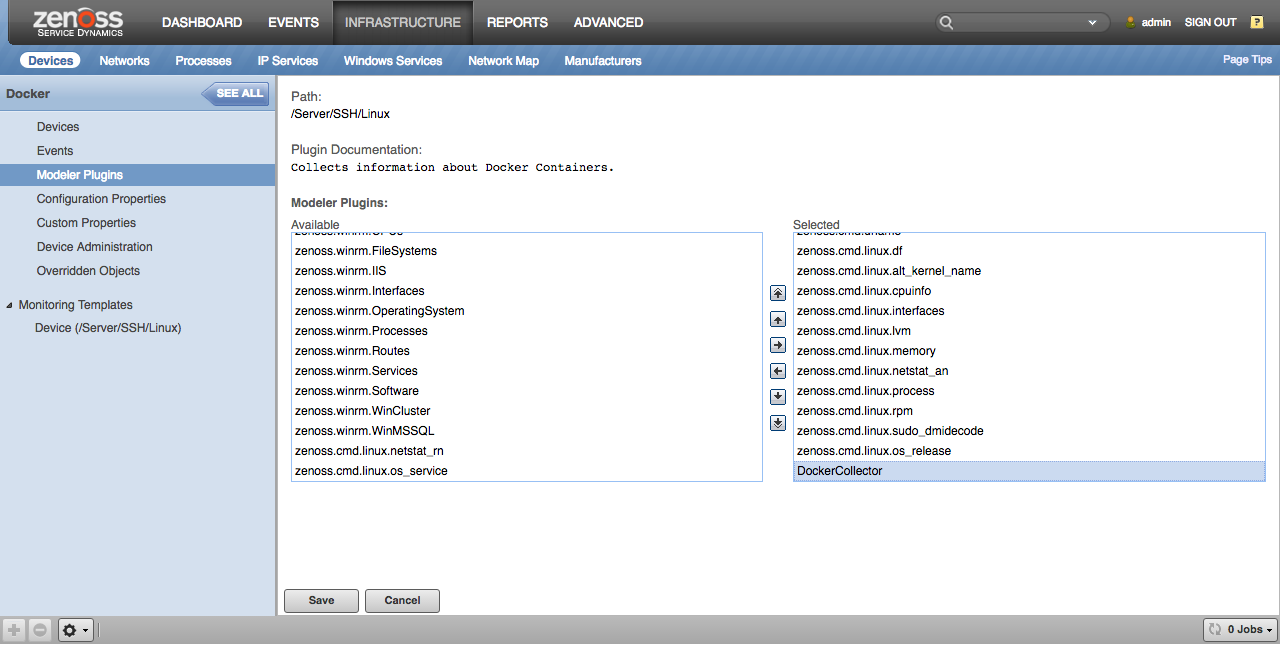 zenoss
SERVICE DYNAMICS
DASHBOARD EVENTS INFRASTRUCTURE REPORTS ADVANCED
admin SIGN OUT ?
Devices Networks Processes IP Services Windows Services Network Map Manufacturers
Page Tips
Docker
SEE ALL
Devices
Events
Modeler Plugins
Configuration Properties
Custom Properties
Device Administration
Overridden Objects
Monitoring Templates
Device (/Server/SSH/Linux)
Path:
/Server/SSH/Linux
Plugin Documentation:
Collects information about Docker Containers.
Modeler Plugins:
Available
zenoss.winrm.FileSystems
zenoss.winrm.IIS
zenoss.winrm.Interfaces
zenoss.winrm.OperatingSystem
zenoss.winrm.Processes
zenoss.winrm.Routes
zenoss.winrm.Services
zenoss.winrm.Software
zenoss.winrm.WinCluster
zenoss.winrm.WinMSSQL
zenoss.cmd.linux.netstat_rn
zenoss.cmd.linux.os_service
Selected
zenoss.cmd.linux.df
zenoss.cmd.linux.alt_kernel_name
zenoss.cmd.linux.cpuinfo
zenoss.cmd.linux.interfaces
zenoss.cmd.linux.lvm
zenoss.cmd.linux.memory
zenoss.cmd.linux.netstat_an
zenoss.cmd.linux.process
zenoss.cmd.linux.rpm
zenoss.cmd.linux.sudo_dmidecode
zenoss.cmd.linux.os_release
DockerCollector
Save Cancel
0 Jobs